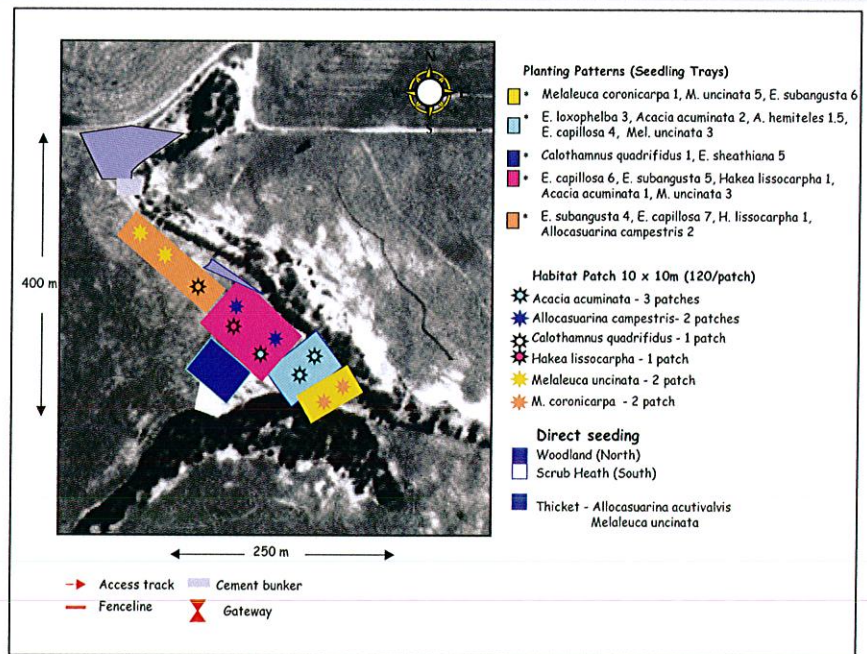 N
E
S
400 m
250 m
Planting Patterns (Seedling Trays)
* Melaleuca coronicarpa 1, M. uncinata 5, E. subangusta 6
* E. loxophelba 3, Acacia acuminata 2, A. hemiteles 1.5,
E. capillosa 4, Mel. uncinata 3
* Calothamnus quadrifidus 1, E. sheathiana 5
* E. capillosa 6, E. subangusta 5, Hakea lissocarpha 1,
Acacia acuminata 1, M. uncinata 3
* E. subangusta 4, E. capillosa 7, H. lissocarpha 1,
Allocasuarina campestris 2
Habitat Patch 10 x 10m (120/patch)
Acacia acuminata - 3 patches
Allocasuarina campestris- 2 patches
Calothamnus quadrifidus - 1 patch
Hakea lissocarpha - 1 patch
Melaleuca uncinata - 2 patch
M. coronicarpa - 2 patch
Direct seeding
Woodland (North)
Scrub Heath (South)
Thicket - Allocasuarina acutivalvis
Melaleuca uncinata
Access track
Cement bunker
Fenceline
Gateway